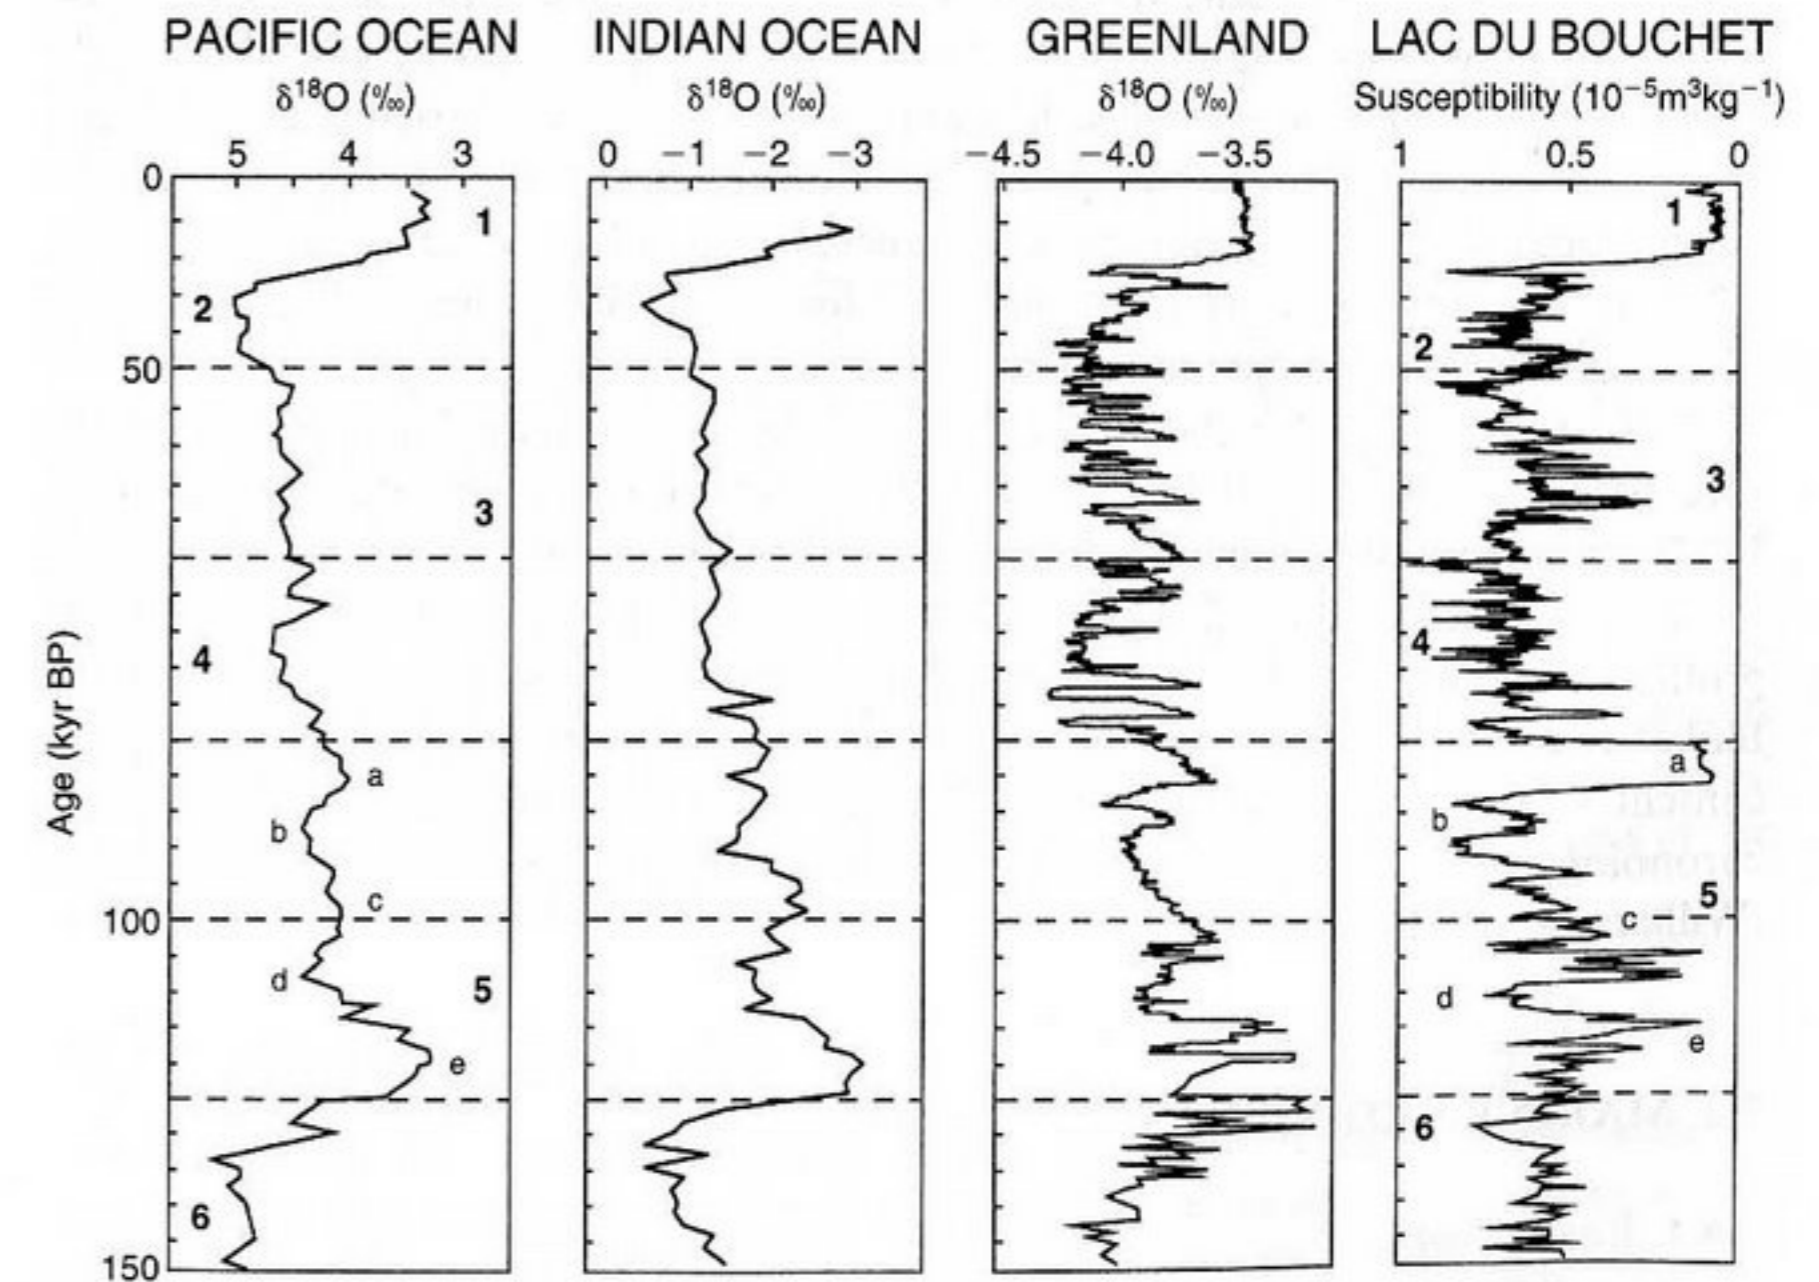 PACIFIC OCEAN INDIAN OCEAN GREENLAND LAC DU BOUCHET
δ¹⁸O (‰) δ¹⁸O (‰) δ¹⁸O (‰) Susceptibility (10⁻⁵m³kg⁻¹)
5 4 3 0 −1 −2 −3 −4.5 −4.0 −3.5 1 0.5 0
0
1 1
2 2
50
3 3
Age (kyr BP)
4 4
a a
b b
c 5
100 c
d 5 d
e e
6
6
150